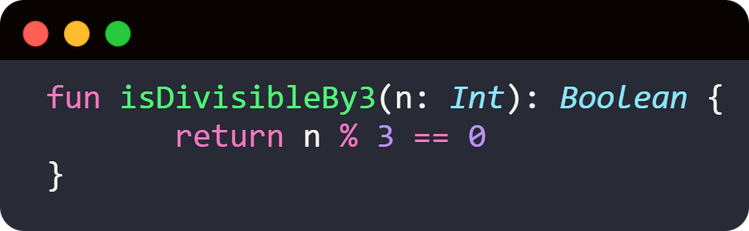 fun isDivisibleBy3(n: Int): Boolean {
return n % 3 == 0
}